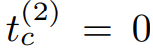 t_c^{(2)} = 0